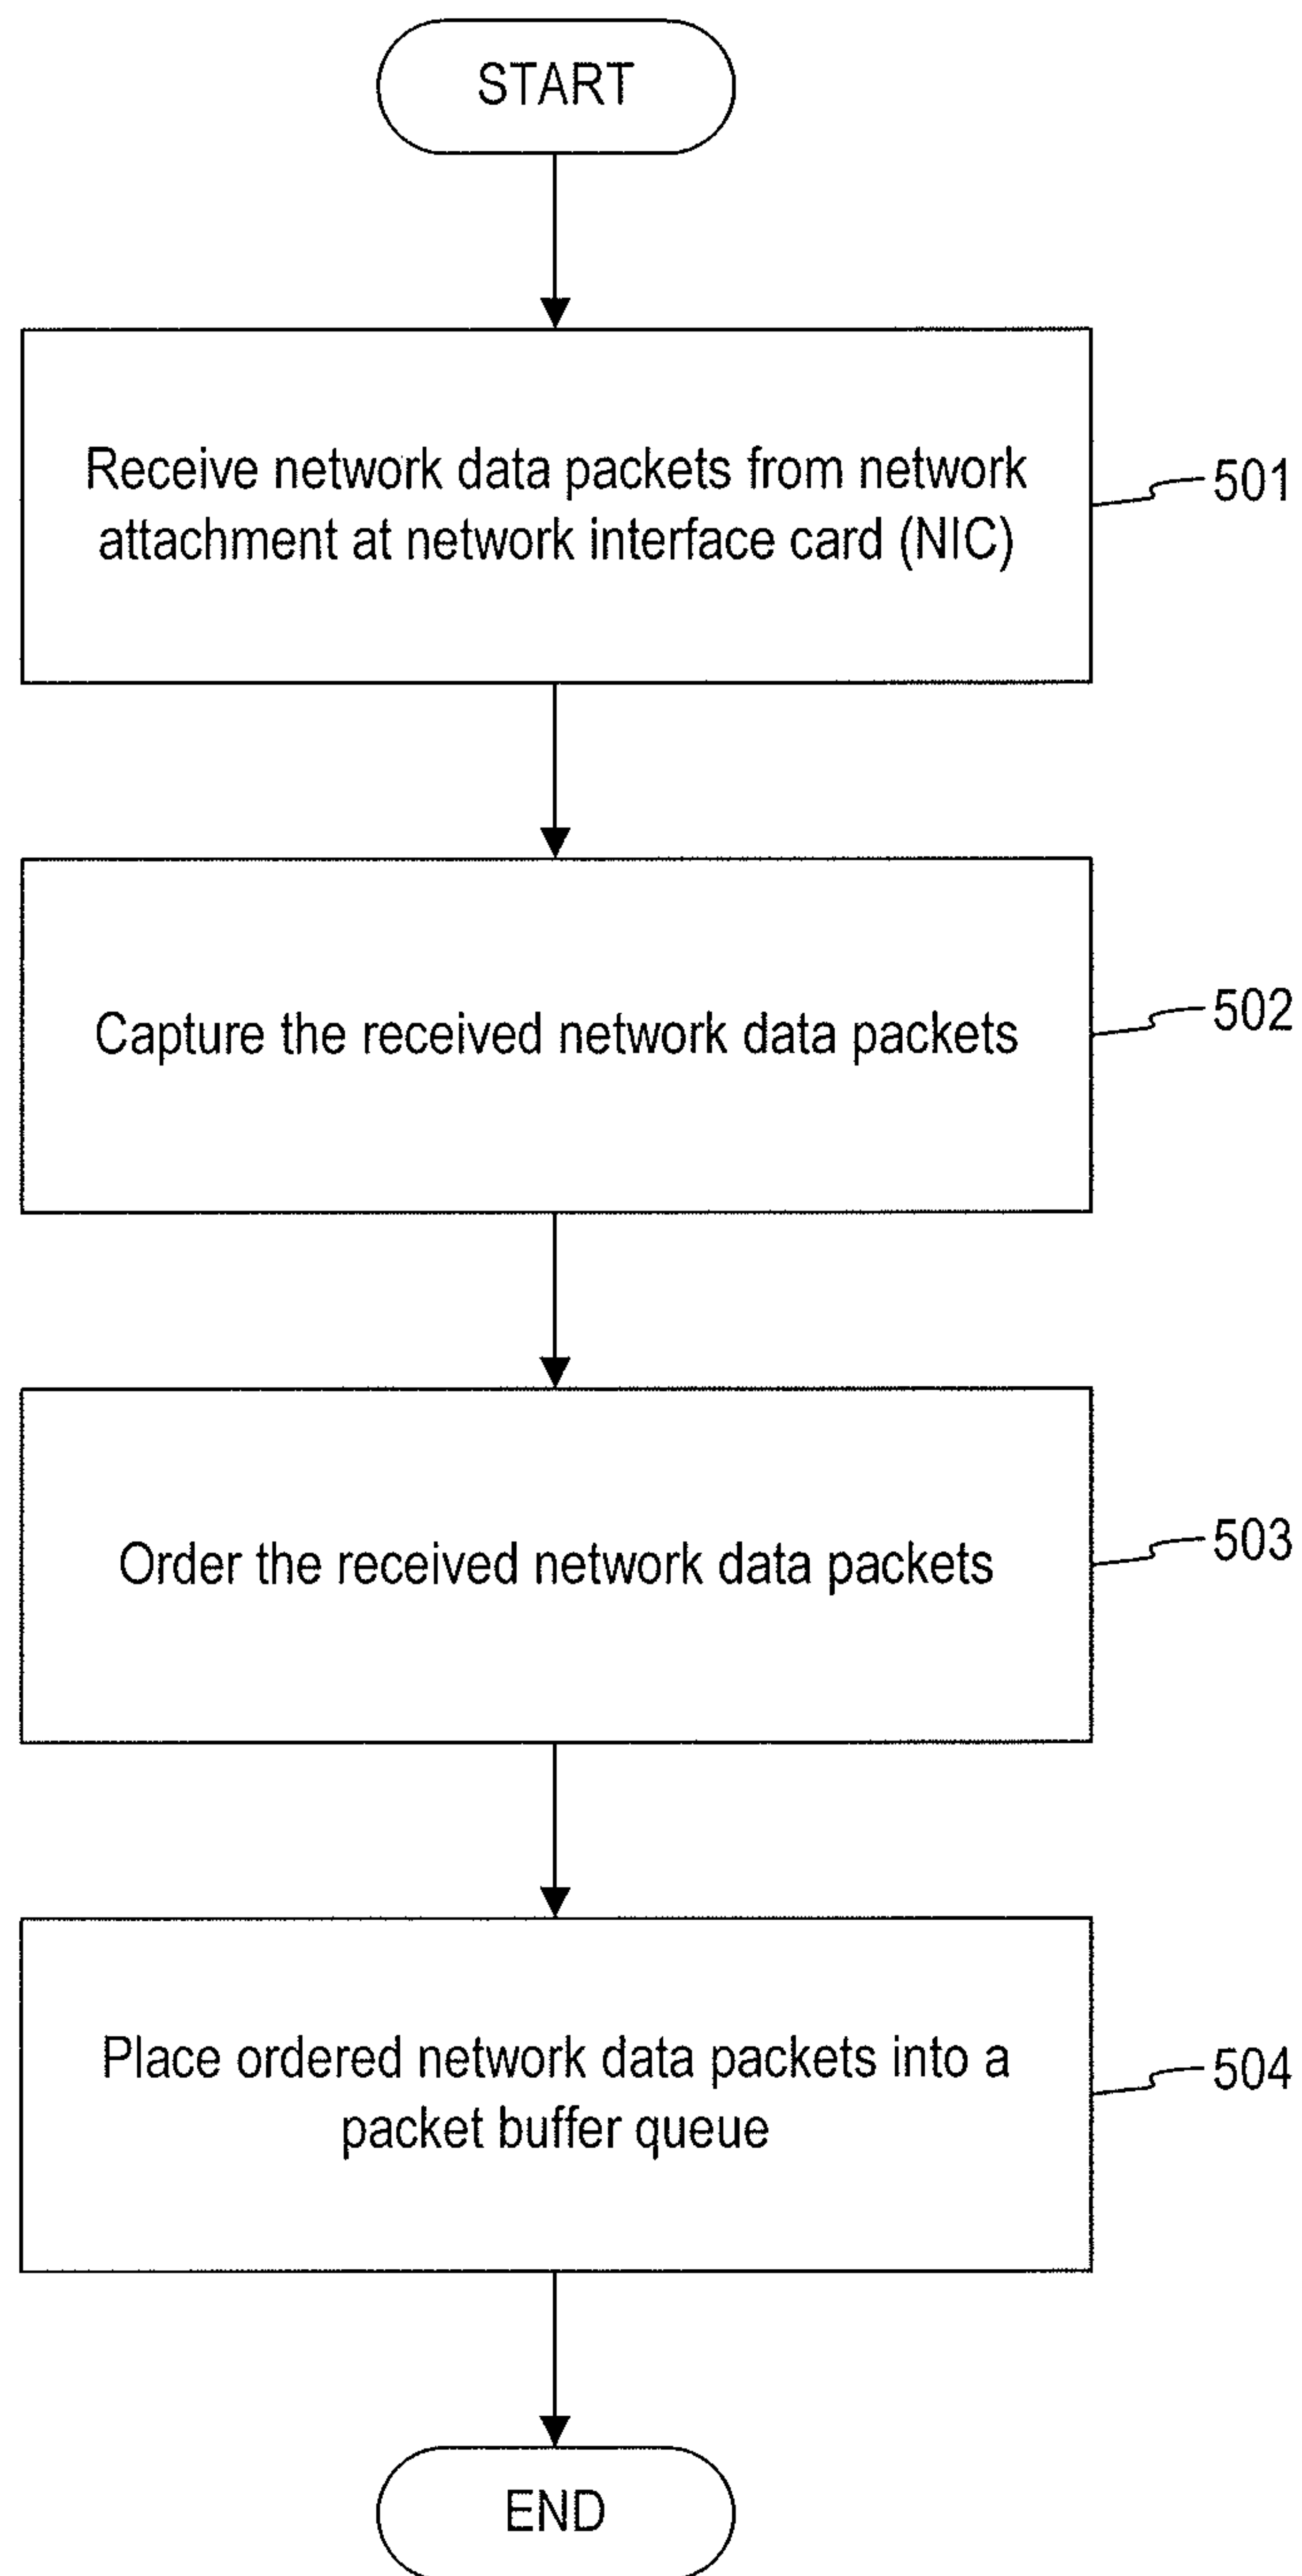 START
Receive network data packets from network
attachment at network interface card (NIC)
501
Capture the received network data packets
502
Order the received network data packets
503
Place ordered network data packets into a
packet buffer queue
504
END